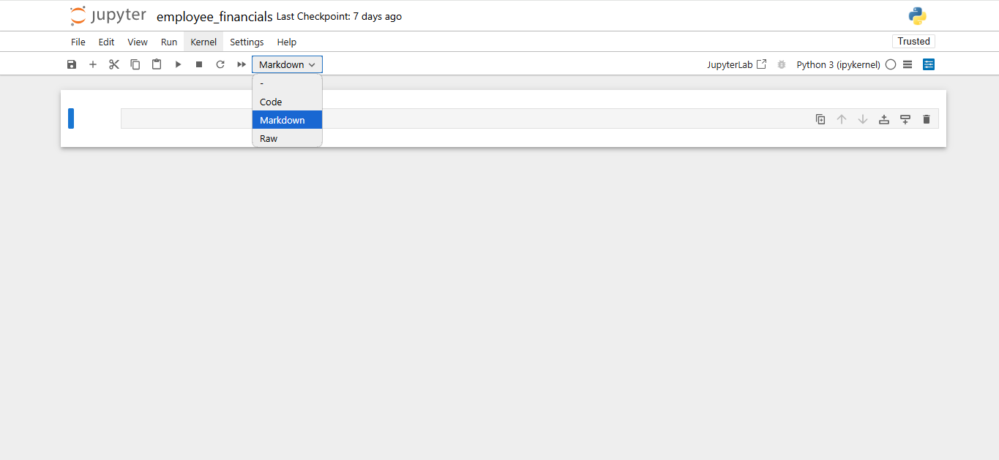 jupyter employee_financials Last Checkpoint: 7 days ago
File Edit View Run Kernel Settings Help Trusted
Markdown JupyterLab Python 3 (ipykernel)
-
Code
Markdown
Raw